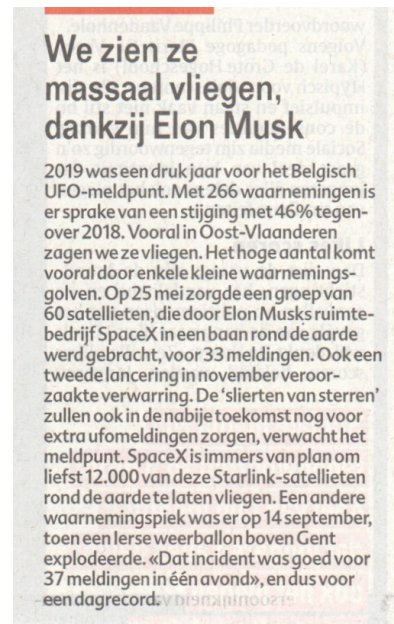 We zien ze
massaal vliegen,
dankzij Elon Musk
2019 was een druk jaar voor het Belgisch
UFO-meldpunt. Met 266 waarnemingen is
er sprake van een stijging met 46% tegen-
over 2018. Vooral in Oost-Vlaanderen
zagen we ze vliegen. Het hoge aantal komt
vooral door enkele kleine waarnemings-
golven. Op 25 mei zorgde een groep van
60 satellieten, die door Elon Musks ruimte-
bedrijf SpaceX in een baan rond de aarde
werd gebracht, voor 33 meldingen. Ook een
tweede lancering in november veroor-
zaakte verwarring. De ‘slierten van sterren’
zullen ook in de nabije toekomst nog voor
extra ufomeldingen zorgen, verwacht het
meldpunt. SpaceX is immers van plan om
liefst 12.000 van deze Starlink-satellieten
rond de aarde te laten vliegen. Een andere
waarnemingspiek was er op 14 september,
toen een Ierse weerballon boven Gent
explodeerde. «Dat incident was goed voor
37 meldingen in één avond», en dus voor
een dagrecord.